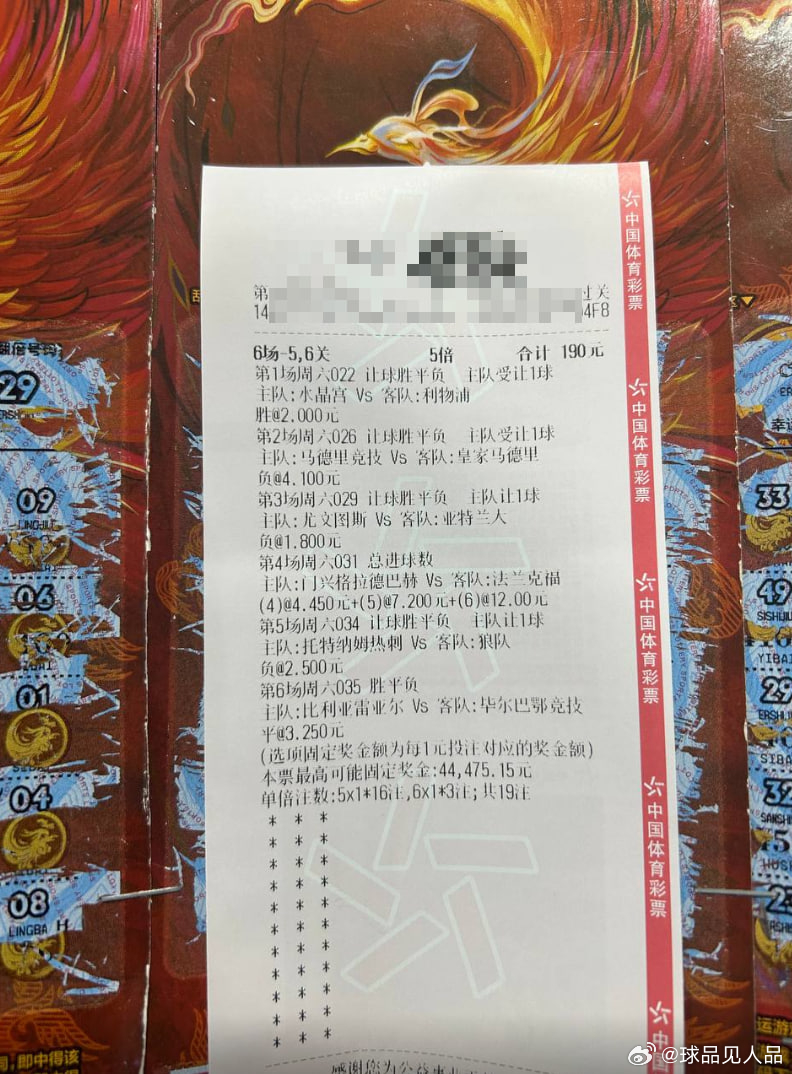 第 过关
14 4F8
6场-5,6关 5倍 合计 190元
第1场周六022 让球胜平负 主队受让1球
主队:水晶宫 Vs 客队:利物浦
胜@2.000元
第2场周六026 让球胜平负 主队受让1球
主队:马德里竞技 Vs 客队:皇家马德里
负@4.100元
第3场周六029 让球胜平负 主队让1球
主队:尤文图斯 Vs 客队:亚特兰大
负@1.800元
第4场周六031 总进球数
主队:门兴格拉德巴赫 Vs 客队:法兰克福
(4)@4.450元+(5)@7.200元+(6)@12.00元
第5场周六034 让球胜平负 主队让1球
主队:托特纳姆热刺 Vs 客队:狼队
负@2.500元
第6场周六035 胜平负
主队:比利亚雷亚尔 Vs 客队:毕尔巴鄂竞技
平@3.250元
(选项固定奖金额为每1元投注对应的奖金额)
本票最高可能固定奖金:44,475.15元
单倍注数:5x1*16注,6x1*3注;共19注
* * *
* * *
* * *
* * *
* * *
* * *
* * *
* * *
* * *
* * *
* * *
感谢您为公益事业
中国体育彩票
中国体育彩票
中国体育彩票
中国体育彩票
中国
29
09
06
01
04
08
LINGBA
33
49
YIBAI
29
32
即中得该
@球品见人品